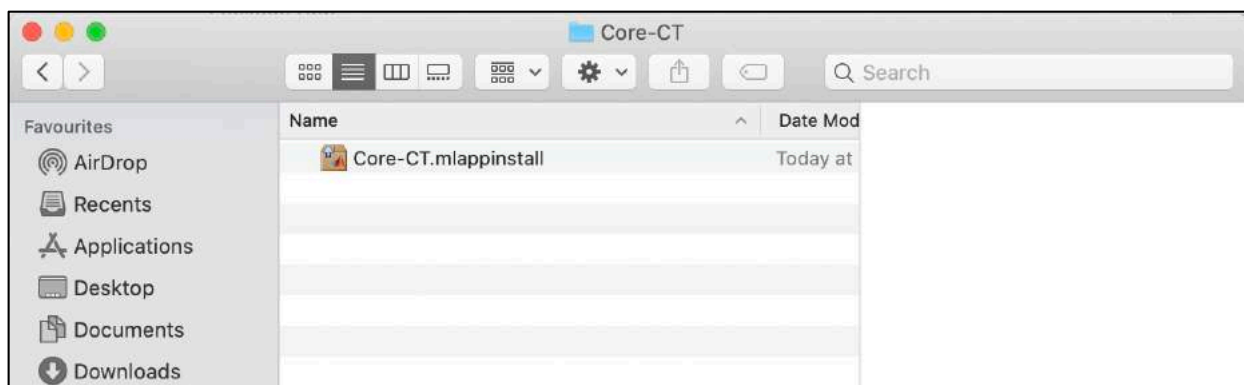 Core-CT
Search
Favourites
AirDrop
Recents
Applications
Desktop
Documents
Downloads
Name
Date Mod
Core-CT.mlappinstall
Today at